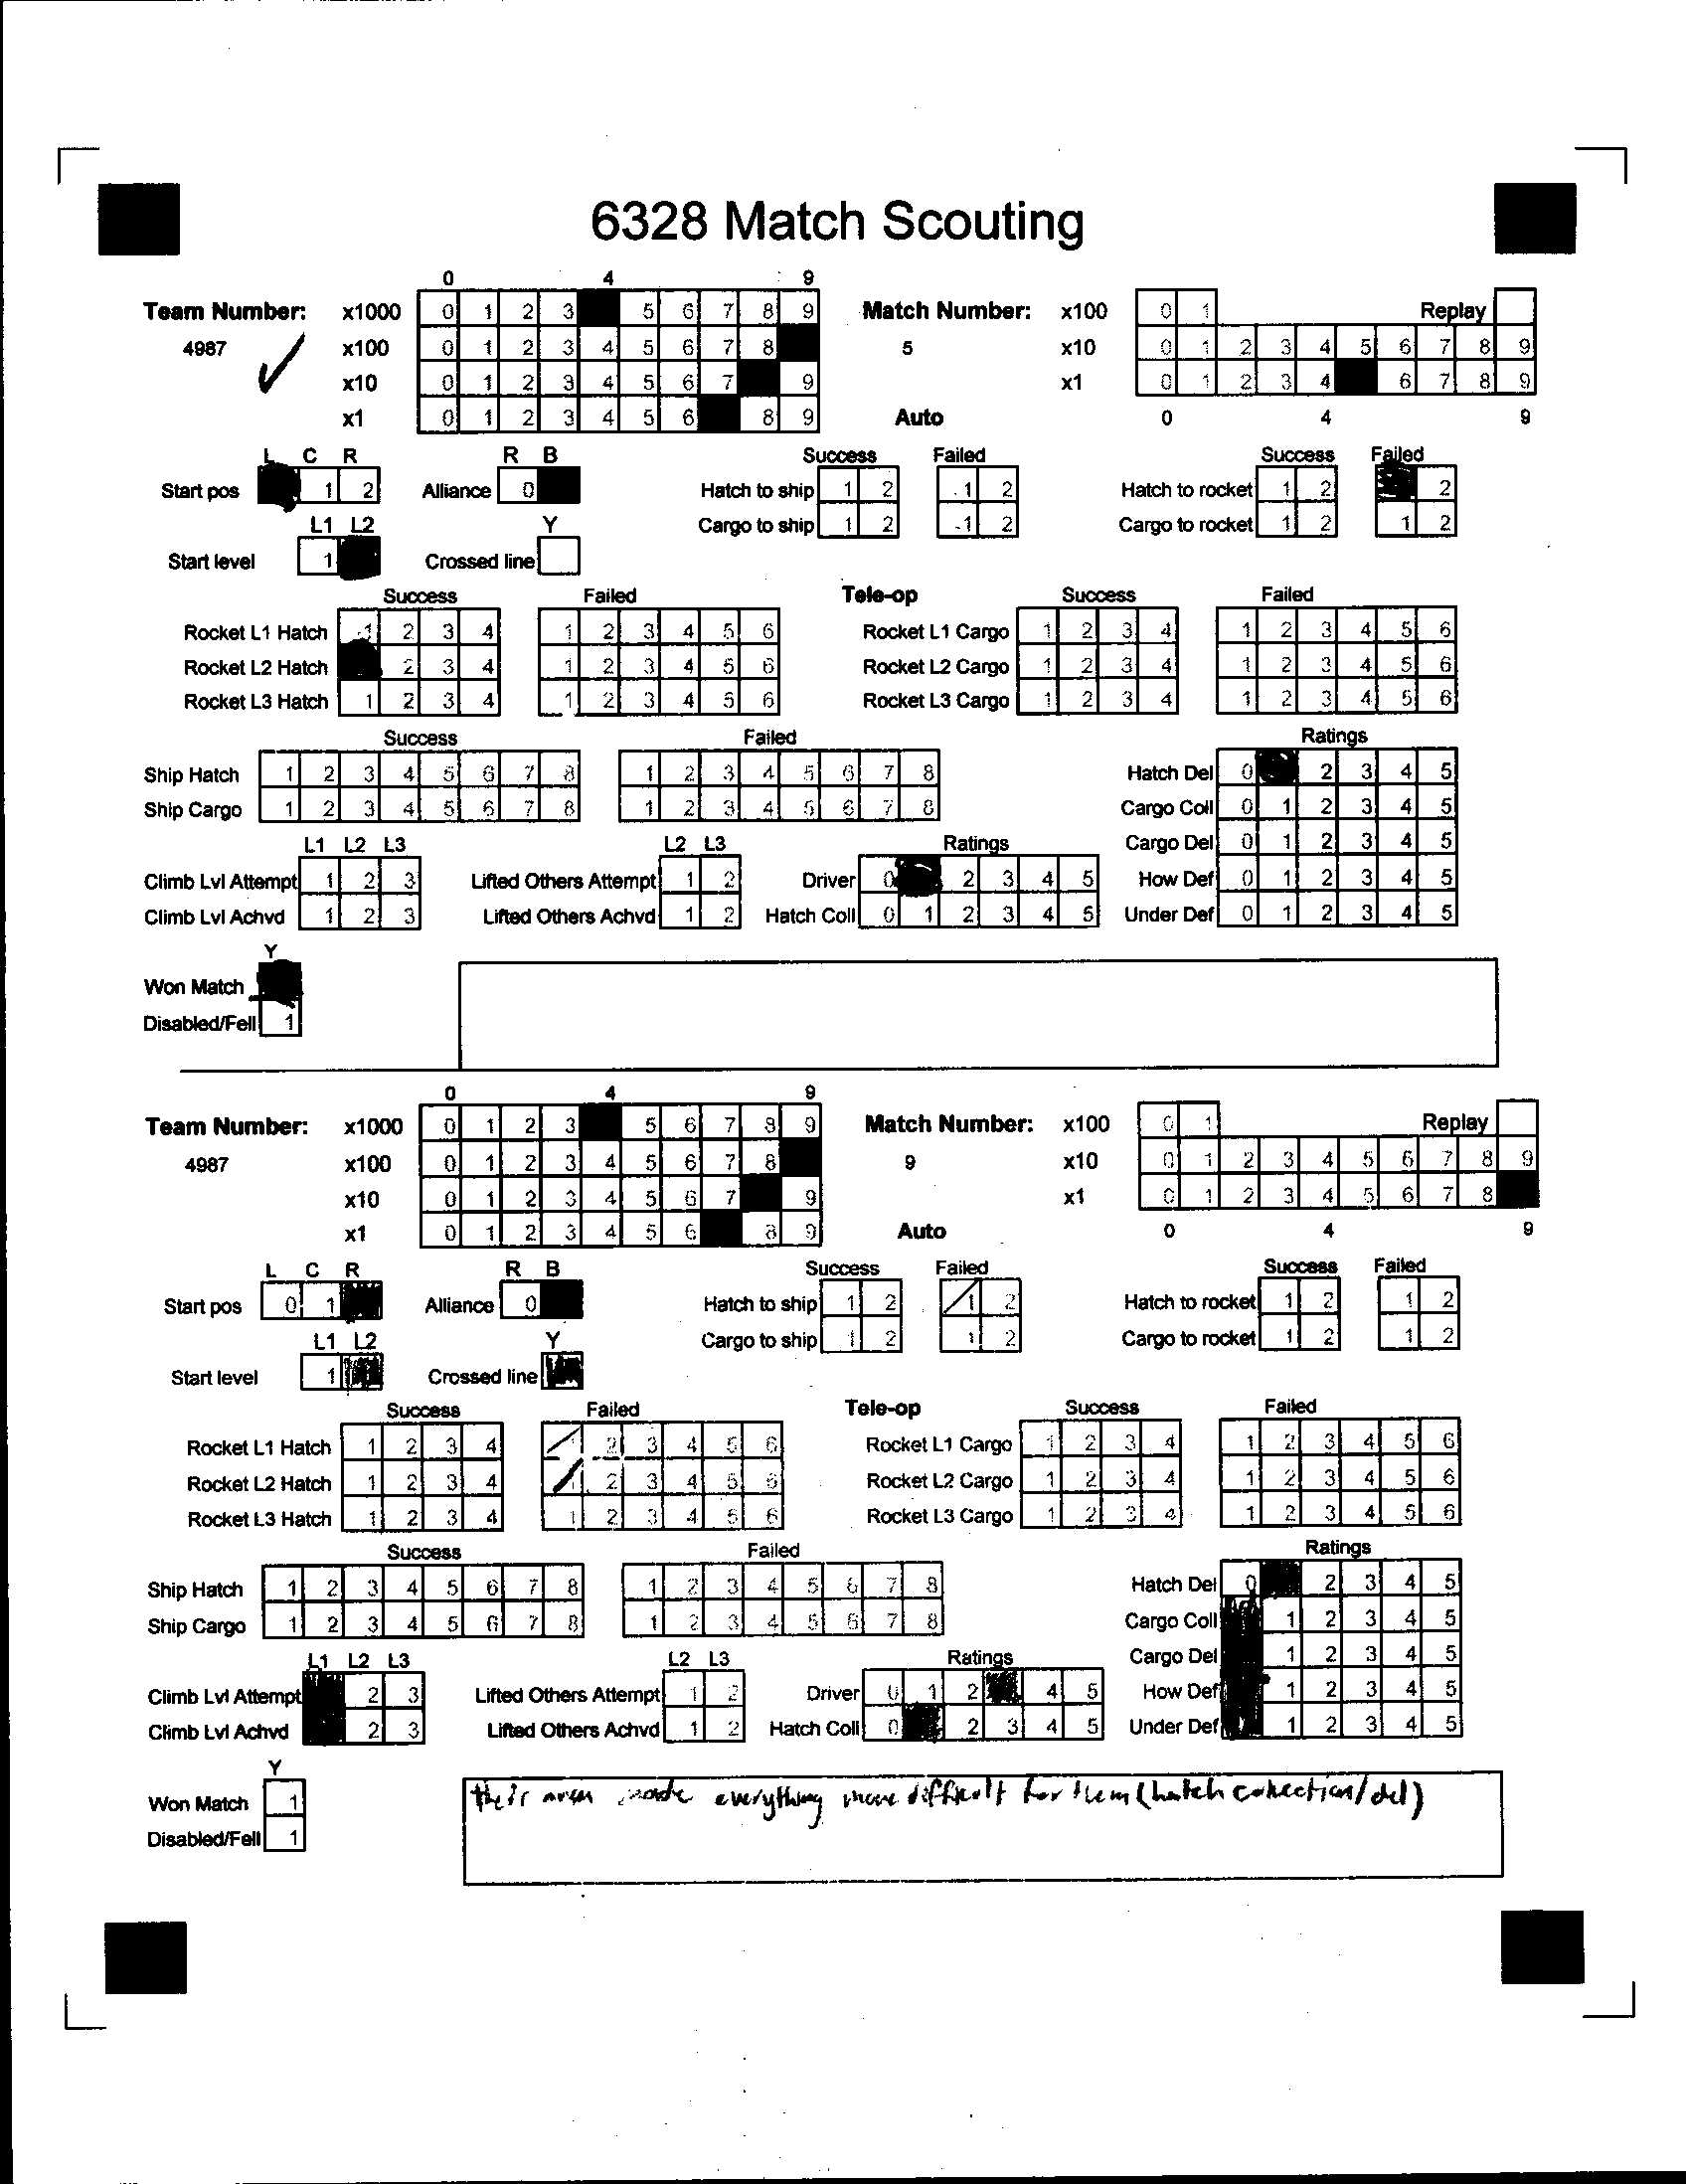 6328 Match Scouting
0 4 9
Team Number: x1000 0 1 2 3 5 6 7 8 9 Match Number: x100 0 1 Replay
4987 x100 0 1 2 3 4 5 6 7 8 5 x10 0 1 2 3 4 5 6 7 8 9
x10 0 1 2 3 4 5 6 7 9 x1 0 1 2 3 4 6 7 8 9
x1 0 1 2 3 4 5 6 8 9 Auto 0 4 9
L C R R B Success Failed Success Failed
Start pos 1 2 Alliance 0 Hatch to ship 1 2 1 2 Hatch to rocket 1 2 2
L1 L2 Y Cargo to ship 1 2 1 2 Cargo to rocket 1 2 1 2
Start level 1 Crossed line
Success Failed Tele-op Success Failed
Rocket L1 Hatch 1 2 3 4 1 2 3 4 5 6 Rocket L1 Cargo 1 2 3 4 1 2 3 4 5 6
Rocket L2 Hatch 2 3 4 1 2 3 4 5 6 Rocket L2 Cargo 1 2 3 4 1 2 3 4 5 6
Rocket L3 Hatch 1 2 3 4 1 2 3 4 5 6 Rocket L3 Cargo 1 2 3 4 1 2 3 4 5 6
Success Failed Ratings
Ship Hatch 1 2 3 4 5 6 7 8 1 2 3 4 5 6 7 8 Hatch Del 0 2 3 4 5
Ship Cargo 1 2 3 4 5 6 7 8 1 2 3 4 5 6 7 8 Cargo Coll 0 1 2 3 4 5
L1 L2 L3 L2 L3 Ratings Cargo Del 0 1 2 3 4 5
Climb Lvl Attempt 1 2 3 Lifted Others Attempt 1 2 Driver 0 2 3 4 5 How Def 0 1 2 3 4 5
Climb Lvl Achvd 1 2 3 Lifted Others Achvd 1 2 Hatch Coll 0 1 2 3 4 5 Under Def 0 1 2 3 4 5
Y
Won Match
Disabled/Fell 1
0 4 9
Team Number: x1000 0 1 2 3 5 6 7 8 9 Match Number: x100 0 1 Replay
4987 x100 0 1 2 3 4 5 6 7 8 9 x10 0 1 2 3 4 5 6 7 8 9
x10 0 1 2 3 4 5 6 7 9 x1 0 1 2 3 4 5 6 7 8
x1 0 1 2 3 4 5 6 8 9 Auto 0 4 9
L C R R B Success Failed Success Failed
Start pos 0 1 Alliance 0 Hatch to ship 1 2 1 2 Hatch to rocket 1 2 1 2
L1 L2 Y Cargo to ship 1 2 1 2 Cargo to rocket 1 2 1 2
Start level 1 Crossed line
Success Failed Tele-op Success Failed
Rocket L1 Hatch 1 2 3 4 1 2 3 4 5 6 Rocket L1 Cargo 1 2 3 4 1 2 3 4 5 6
Rocket L2 Hatch 1 2 3 4 1 2 3 4 5 6 Rocket L2 Cargo 1 2 3 4 1 2 3 4 5 6
Rocket L3 Hatch 1 2 3 4 1 2 3 4 5 6 Rocket L3 Cargo 1 2 3 4 1 2 3 4 5 6
Success Failed Ratings
Ship Hatch 1 2 3 4 5 6 7 8 1 2 3 4 5 6 7 8 Hatch Del 0 2 3 4 5
Ship Cargo 1 2 3 4 5 6 7 8 1 2 3 4 5 6 7 8 Cargo Coll 1 2 3 4 5
L1 L2 L3 L2 L3 Ratings Cargo Del 1 2 3 4 5
Climb Lvl Attempt 2 3 Lifted Others Attempt 1 2 Driver 0 1 2 4 5 How Def 1 2 3 4 5
Climb Lvl Achvd 2 3 Lifted Others Achvd 1 2 Hatch Coll 0 2 3 4 5 Under Def 1 2 3 4 5
Y
Won Match 1
Disabled/Fell 1
their made everything more difficult for them (hatch collection/del)